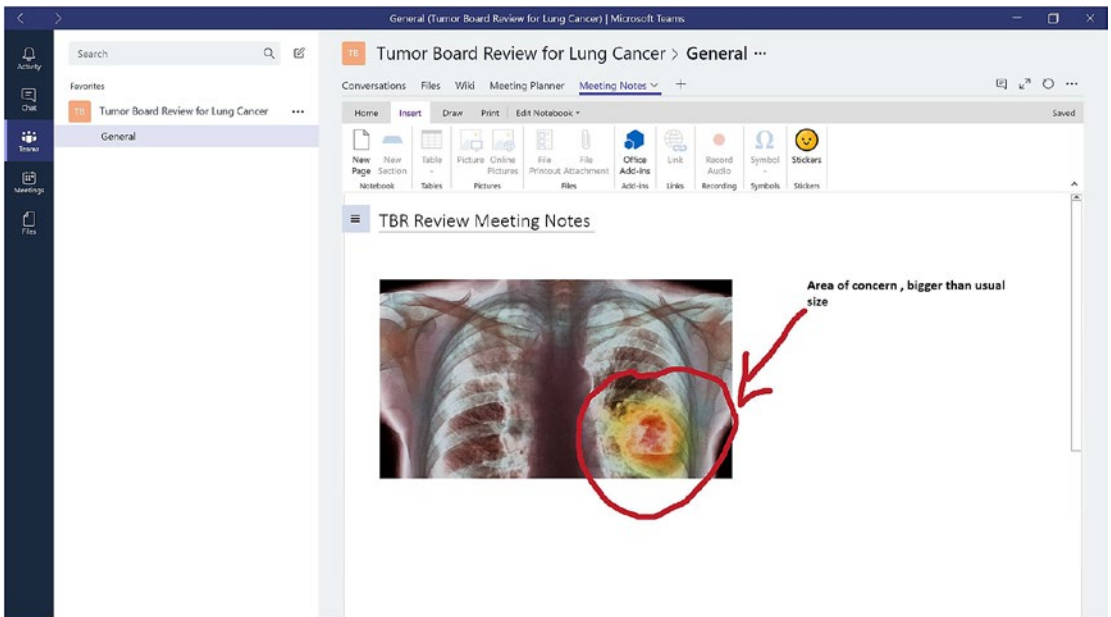 General (Tumor Board Review for Lung Cancer) | Microsoft Teams
Activity
Chat
Teams
Meetings
Files
Search
Favorites
TB Tumor Board Review for Lung Cancer ...
General
TB Tumor Board Review for Lung Cancer > General ...
Conversations Files Wiki Meeting Planner Meeting Notes +
Home Insert Draw Print Edit Notebook Saved
New Page
New Section
Table
Picture
Online Pictures
File Printout
File Attachment
Office Add-ins
Link
Record Audio
Symbol
Stickers
Notebook Tables Pictures Files Add-ins Links Recording Symbols Stickers
TBR Review Meeting Notes
Area of concern , bigger than usual
size